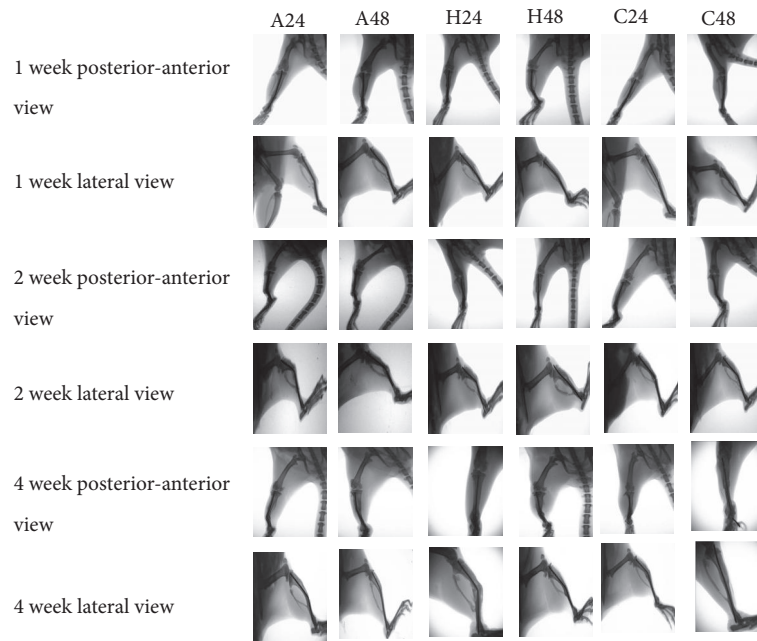 A24 A48 H24 H48 C24 C48
1 week posterior-anterior
view
1 week lateral view
2 week posterior-anterior
view
2 week lateral view
4 week posterior-anterior
view
4 week lateral view